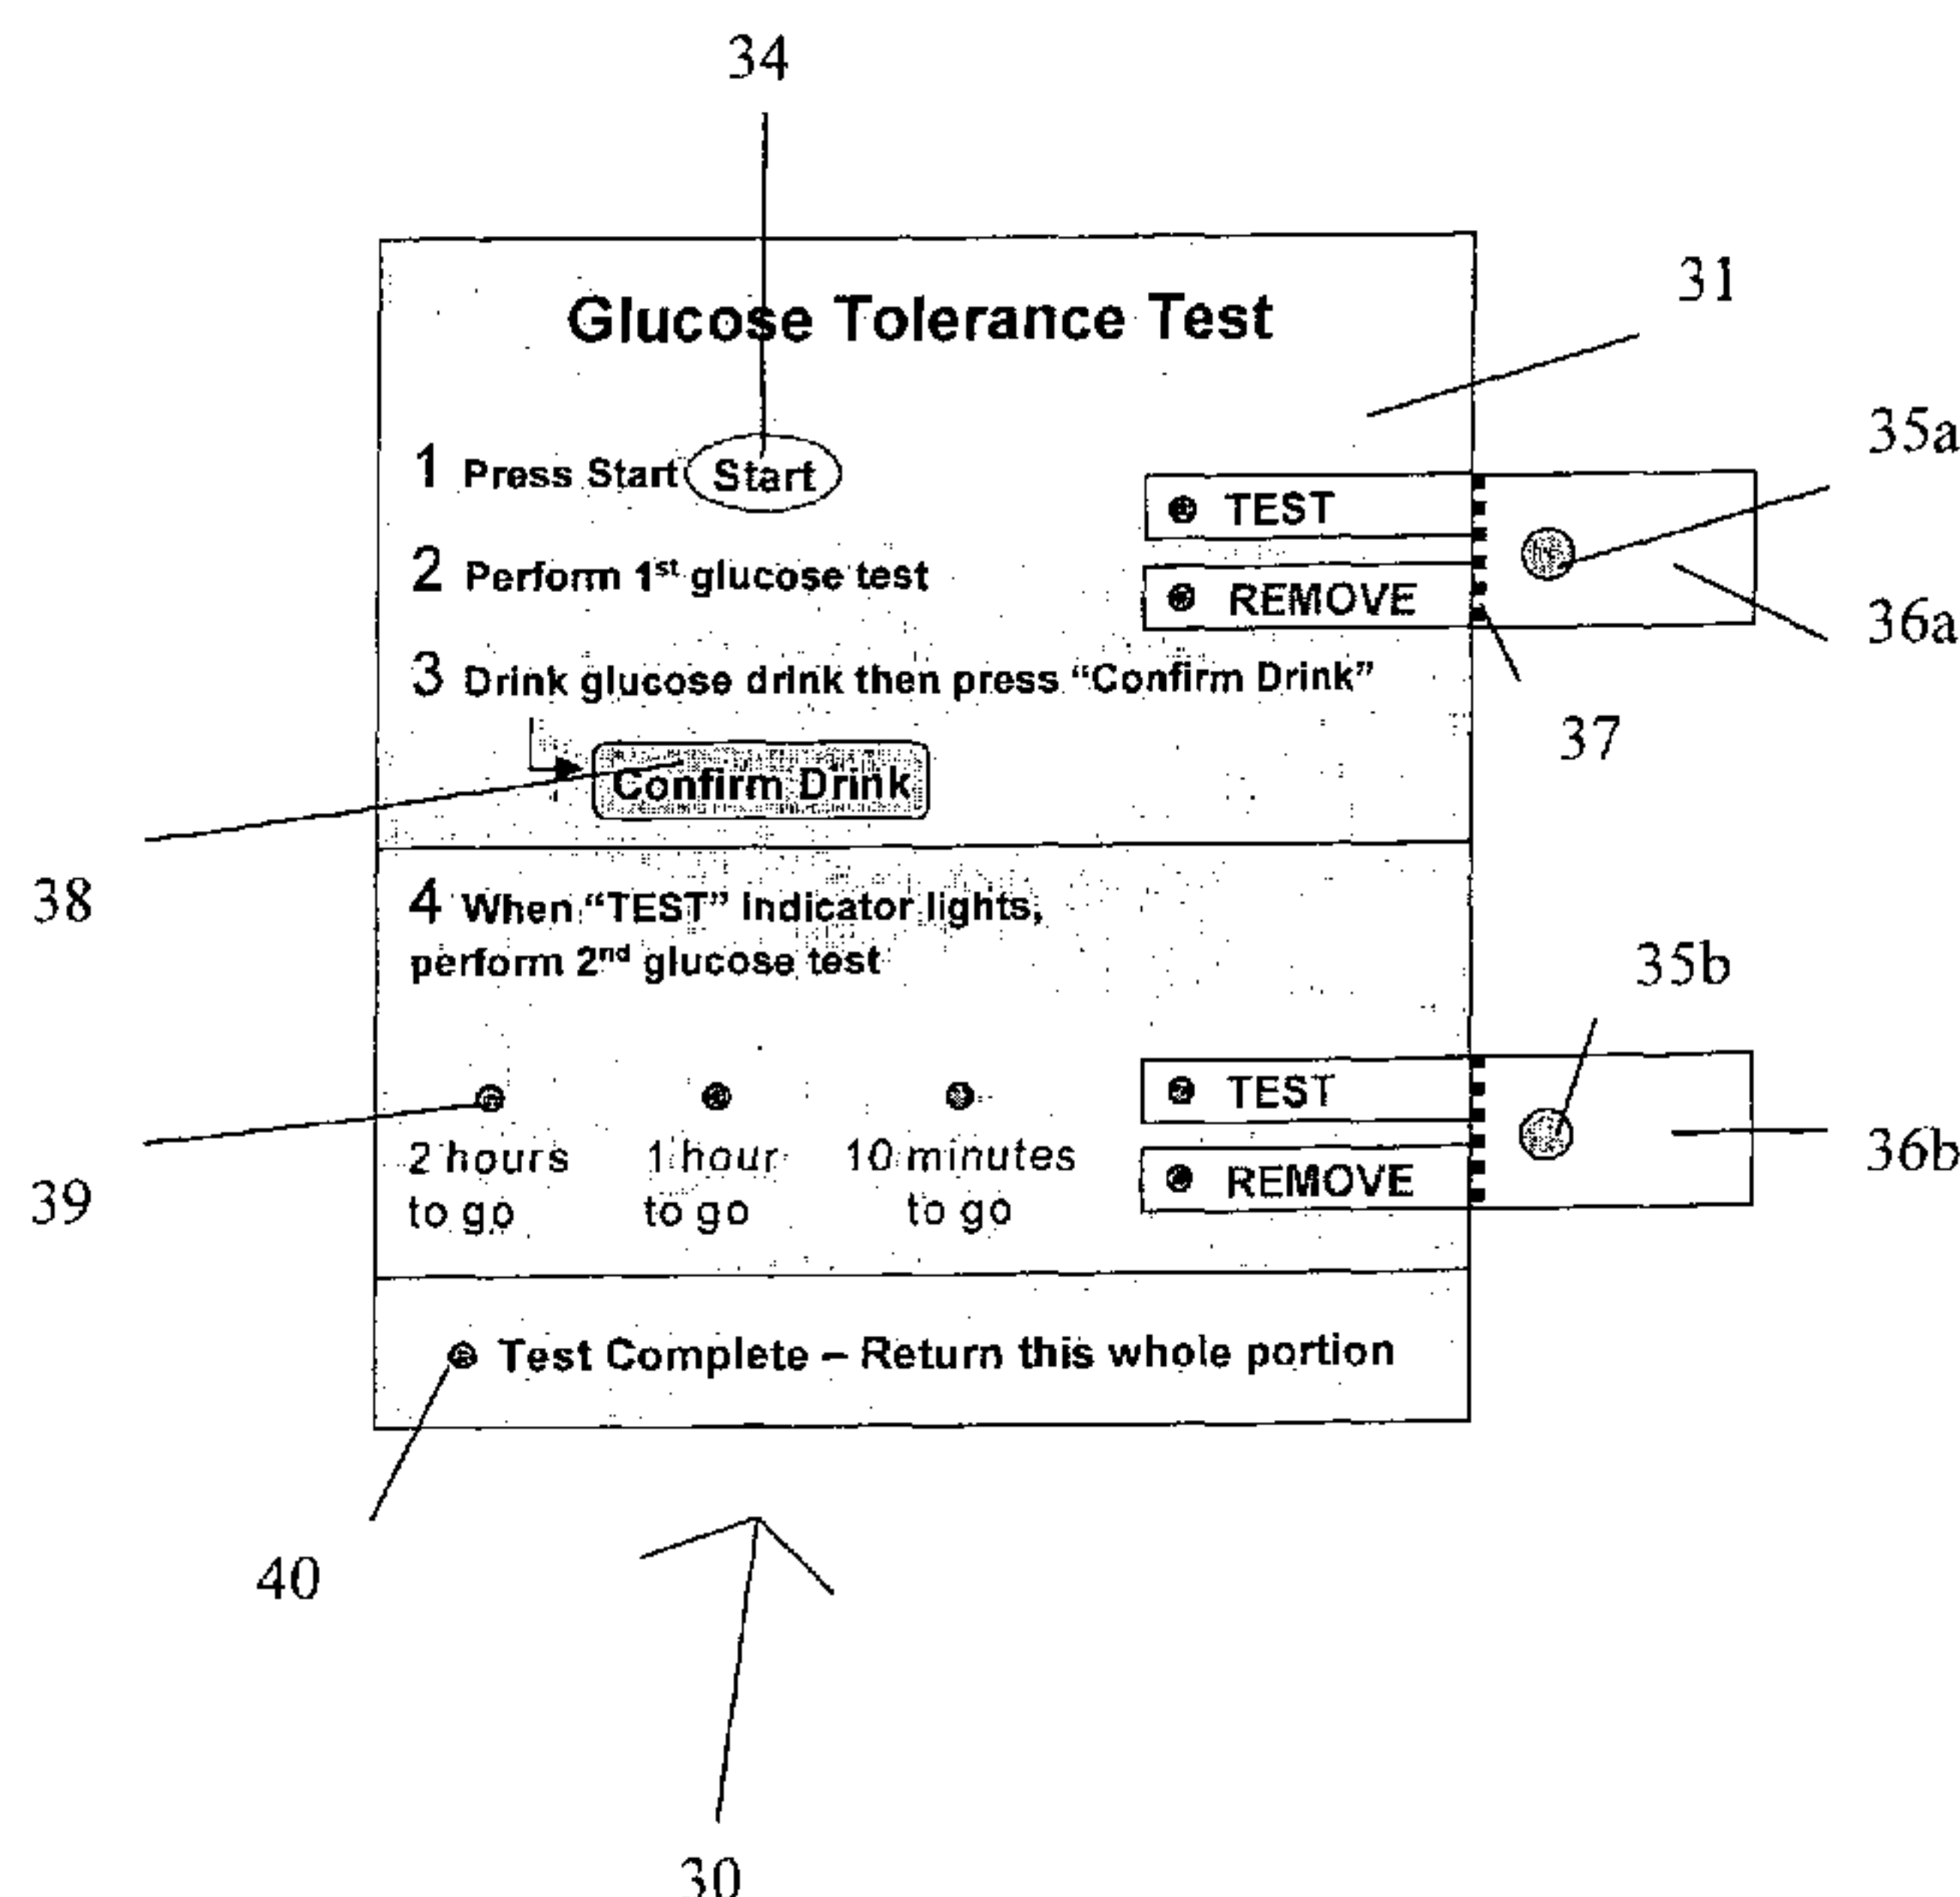 34
31
Glucose Tolerance Test
35a
1 Press Start Start
TEST
2 Perform 1st glucose test
REMOVE
36a
3 Drink glucose drink then press “Confirm Drink”
37
Confirm Drink
38
4 When “TEST” Indicator lights,
perform 2nd glucose test
35b
TEST
2 hours
to go
1 hour
to go
10 minutes
to go
REMOVE
36b
39
Test Complete – Return this whole portion
40
30